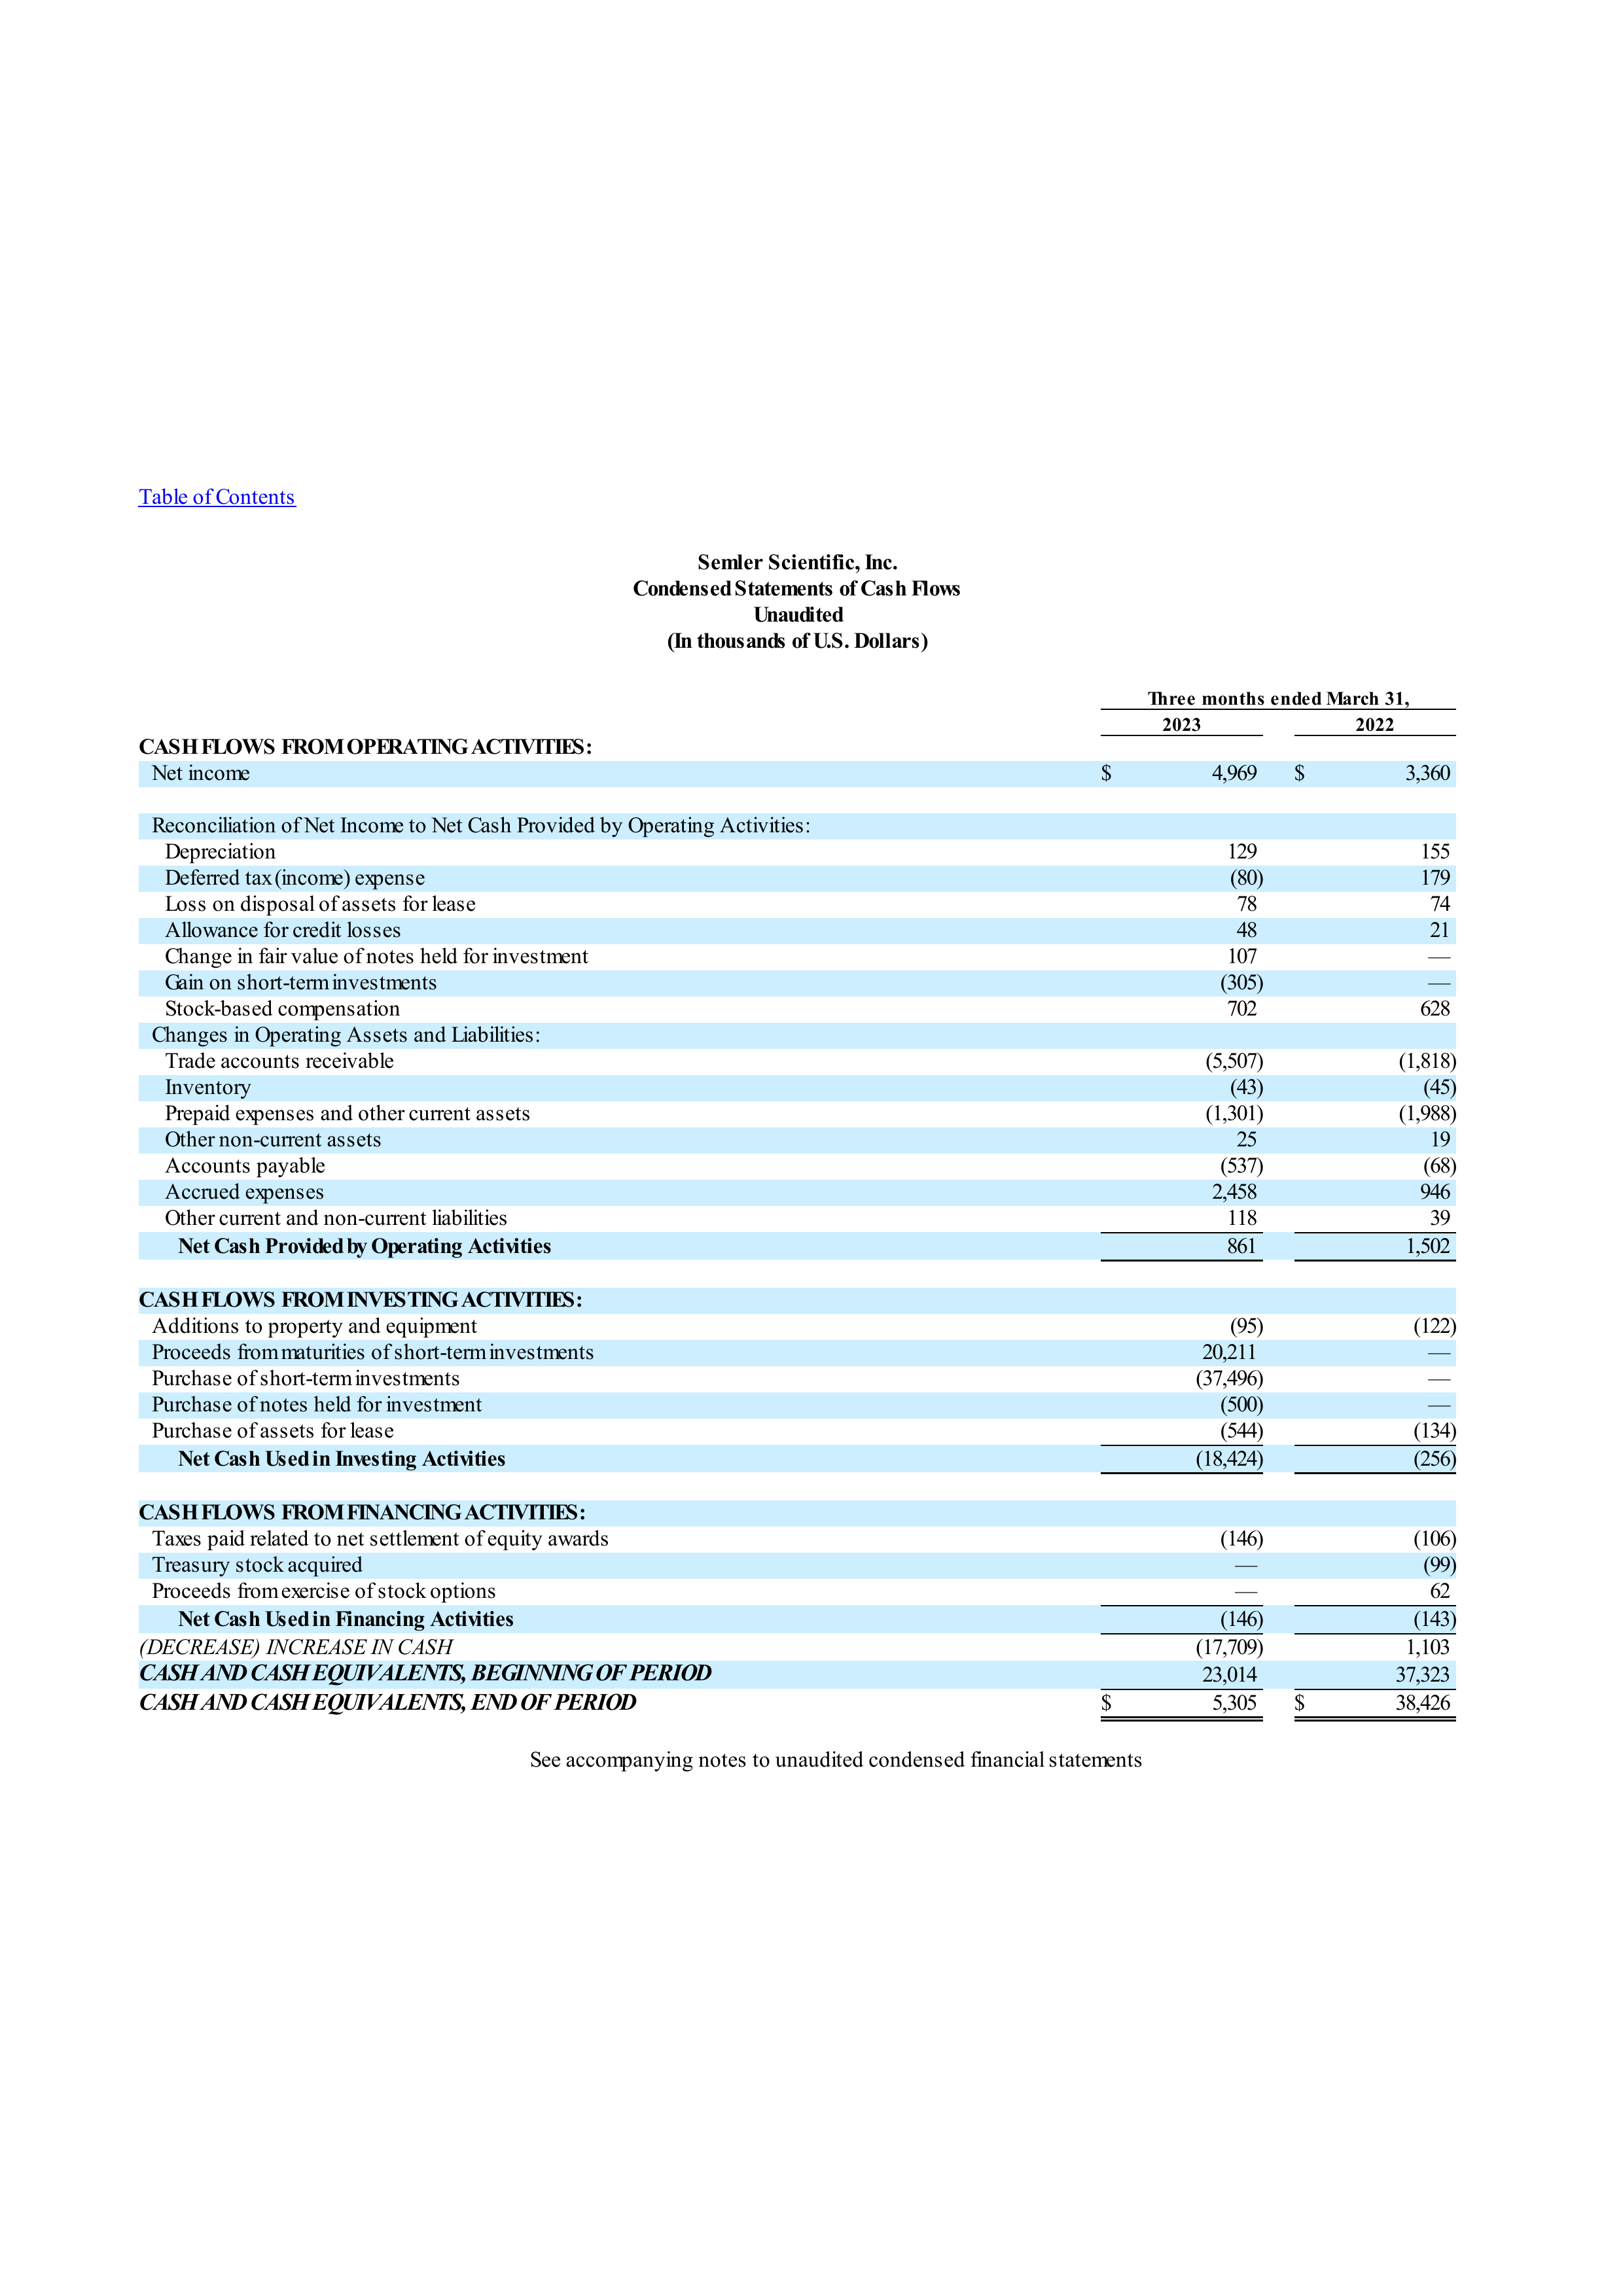 Table of Contents
Semler Scientific, Inc.
Condensed Statements of Cash Flows
Unaudited
(In thousands of U.S. Dollars)
Three months ended March 31,
2023 2022
CASH FLOWS FROM OPERATING ACTIVITIES:
Net income $ 4,969 $ 3,360
Reconciliation of Net Income to Net Cash Provided by Operating Activities:
Depreciation 129 155
Deferred tax (income) expense (80) 179
Loss on disposal of assets for lease 78 74
Allowance for credit losses 48 21
Change in fair value of notes held for investment 107 —
Gain on short-term investments (305) —
Stock-based compensation 702 628
Changes in Operating Assets and Liabilities:
Trade accounts receivable (5,507) (1,818)
Inventory (43) (45)
Prepaid expenses and other current assets (1,301) (1,988)
Other non-current assets 25 19
Accounts payable (537) (68)
Accrued expenses 2,458 946
Other current and non-current liabilities 118 39
Net Cash Provided by Operating Activities 861 1,502
CASH FLOWS FROM INVESTING ACTIVITIES:
Additions to property and equipment (95) (122)
Proceeds from maturities of short-term investments 20,211 —
Purchase of short-term investments (37,496) —
Purchase of notes held for investment (500) —
Purchase of assets for lease (544) (134)
Net Cash Used in Investing Activities (18,424) (256)
CASH FLOWS FROM FINANCING ACTIVITIES:
Taxes paid related to net settlement of equity awards (146) (106)
Treasury stock acquired — (99)
Proceeds from exercise of stock options — 62
Net Cash Used in Financing Activities (146) (143)
(DECREASE) INCREASE IN CASH (17,709) 1,103
CASH AND CASH EQUIVALENTS, BEGINNING OF PERIOD 23,014 37,323
CASH AND CASH EQUIVALENTS, END OF PERIOD $ 5,305 $ 38,426
See accompanying notes to unaudited condensed financial statements